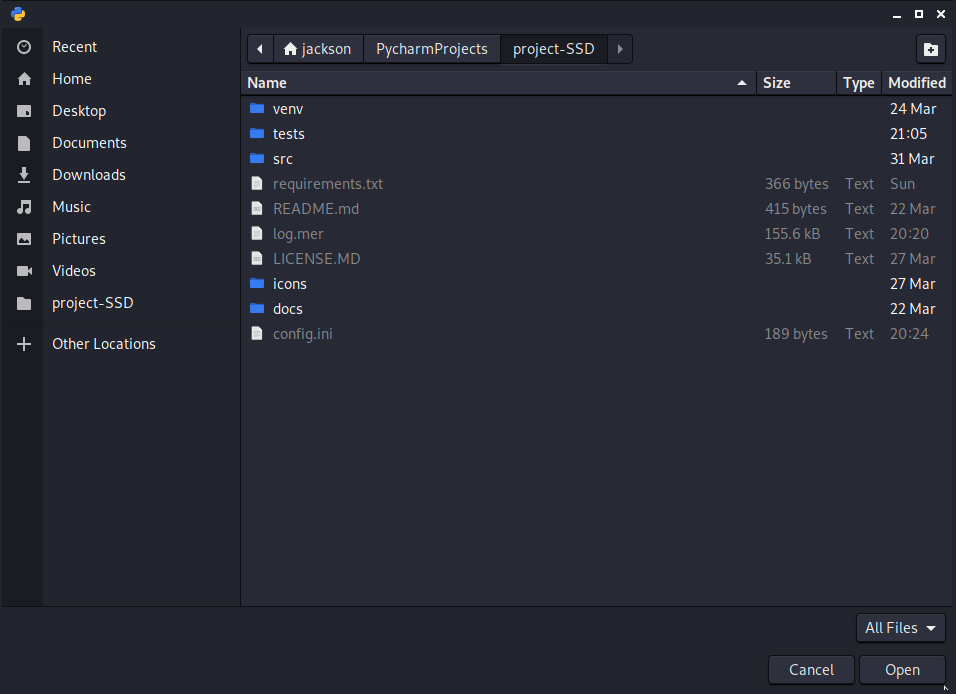 Recent
Home
Desktop
Documents
Downloads
Music
Pictures
Videos
project-SSD
Other Locations
jackson PycharmProjects project-SSD
Name Size Type Modified
venv 24 Mar
tests 21:05
src 31 Mar
requirements.txt 366 bytes Text Sun
README.md 415 bytes Text 22 Mar
log.mer 155.6 kB Text 20:20
LICENSE.MD 35.1 kB Text 27 Mar
icons 27 Mar
docs 22 Mar
config.ini 189 bytes Text 20:24
All Files
Cancel Open